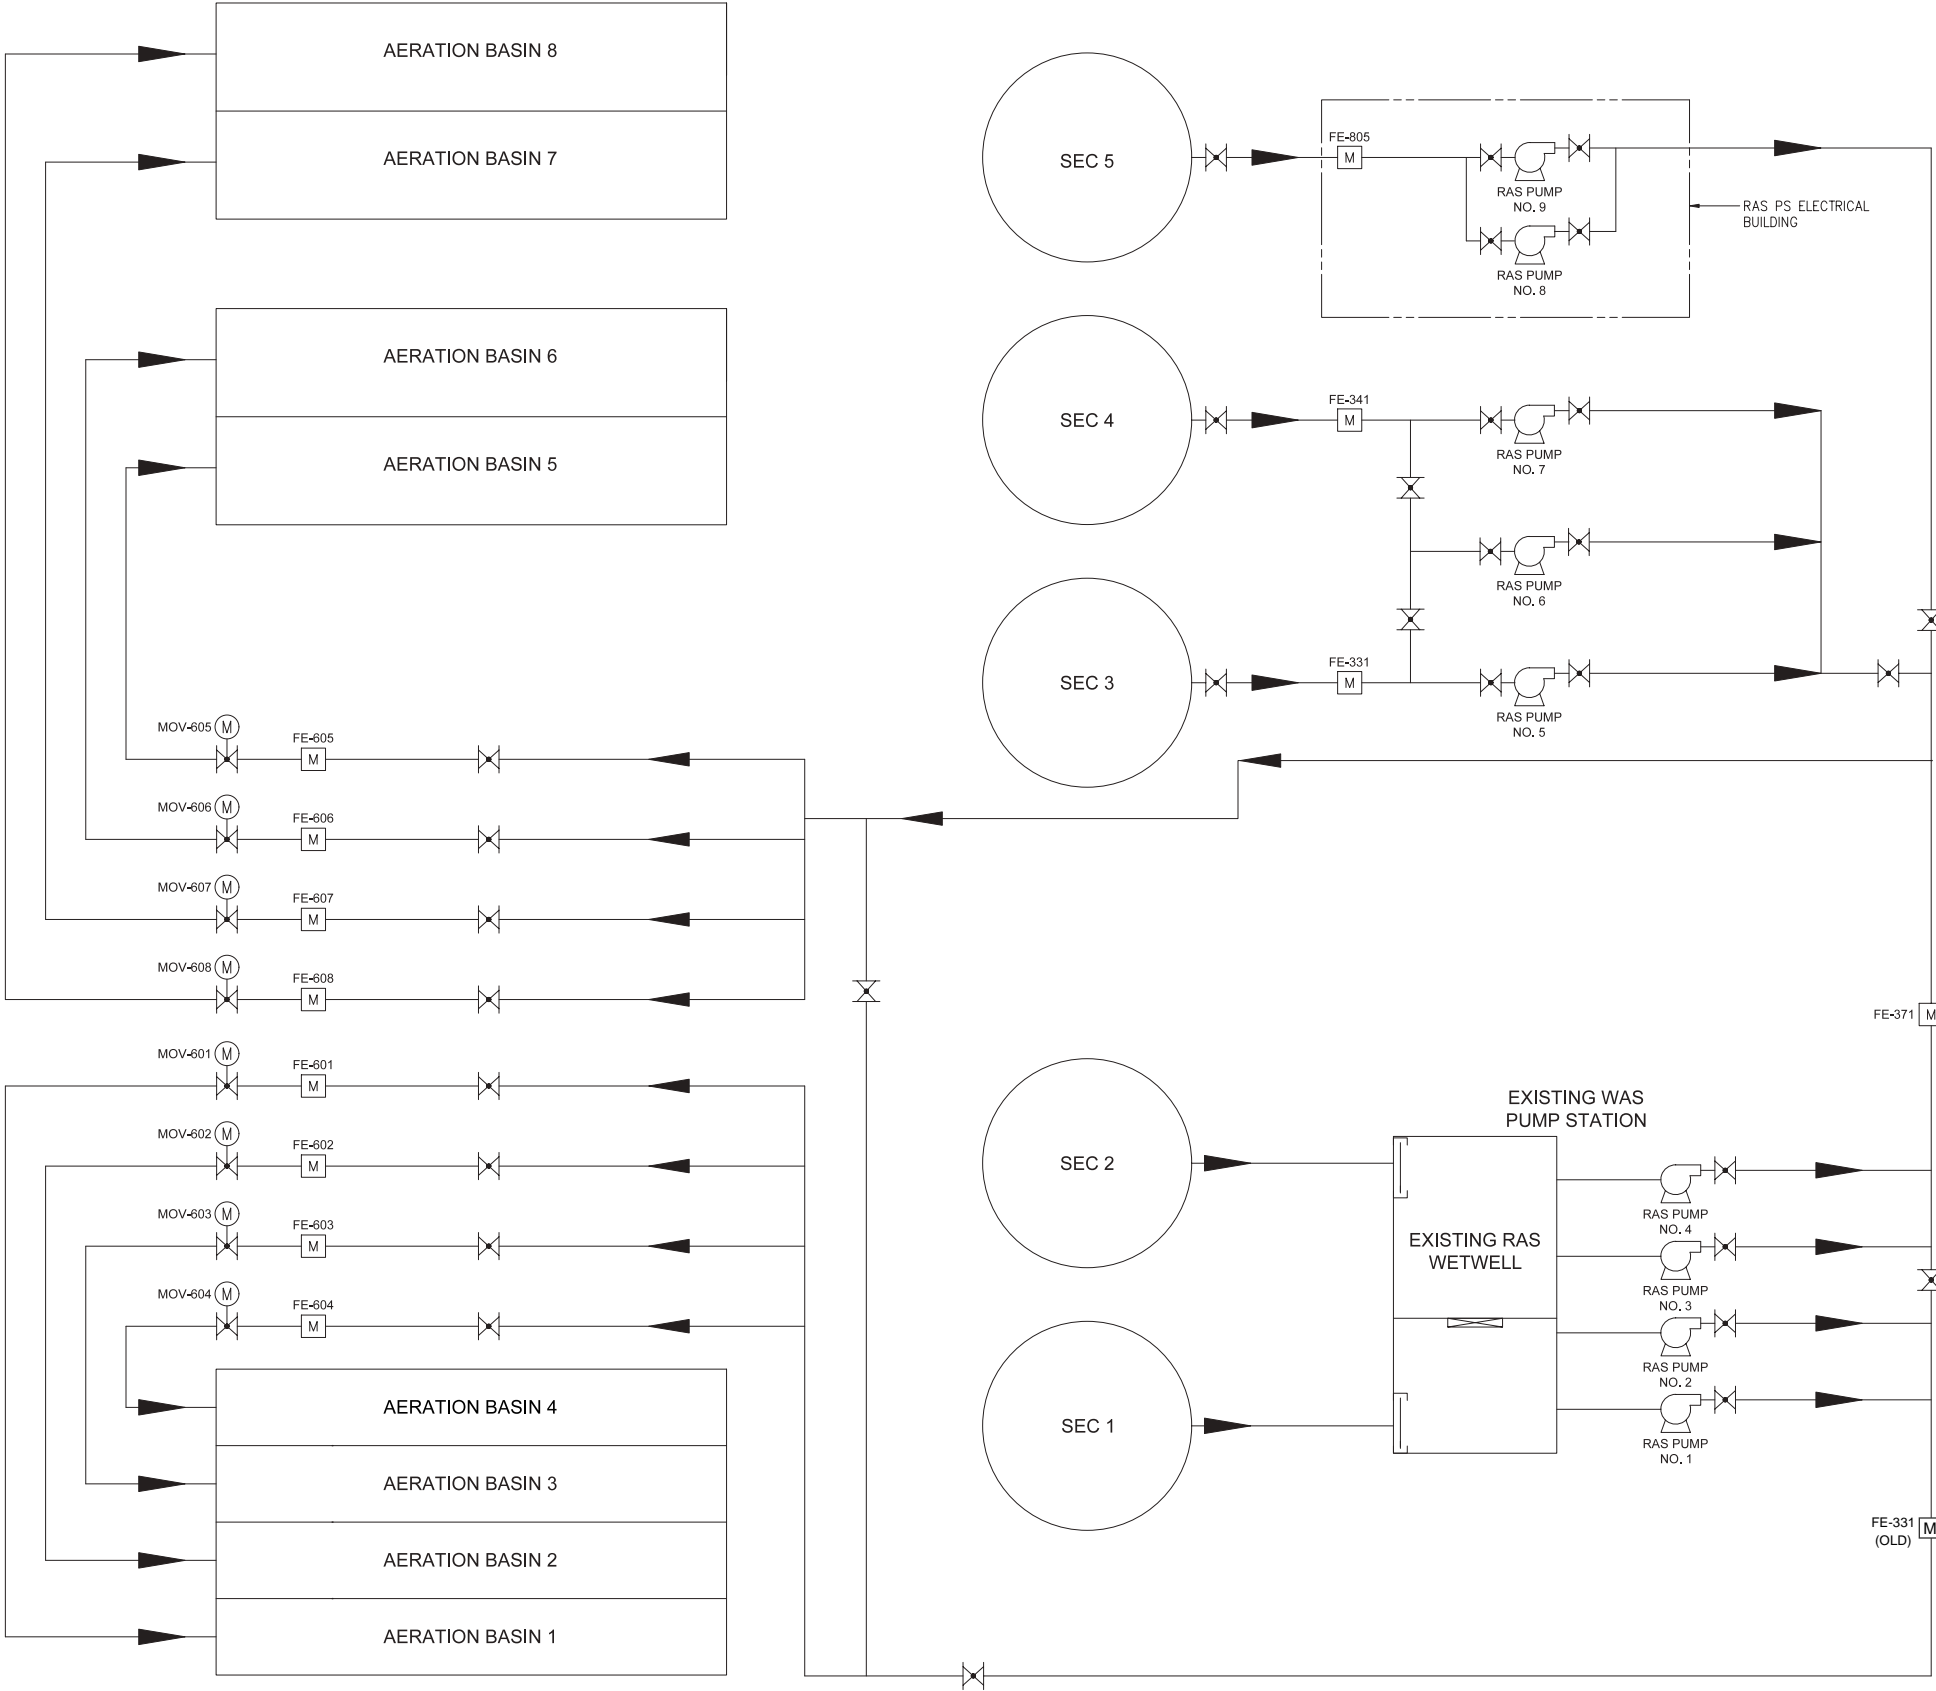 AERATION BASIN 8
AERATION BASIN 7
AERATION BASIN 6
AERATION BASIN 5
MOV-605
M
FE-605
M
MOV-606
M
FE-606
M
MOV-607
M
FE-607
M
MOV-608
M
FE-608
M
MOV-601
M
FE-601
M
MOV-602
M
FE-602
M
MOV-603
M
FE-603
M
MOV-604
M
FE-604
M
AERATION BASIN 4
AERATION BASIN 3
AERATION BASIN 2
AERATION BASIN 1
SEC 5
FE-805
M
RAS PUMP
NO. 9
RAS PUMP
NO. 8
RAS PS ELECTRICAL
BUILDING
SEC 4
FE-341
M
RAS PUMP
NO. 7
RAS PUMP
NO. 6
SEC 3
FE-331
M
RAS PUMP
NO. 5
FE-371
M
SEC 2
EXISTING WAS
PUMP STATION
EXISTING RAS
WETWELL
RAS PUMP
NO. 4
RAS PUMP
NO. 3
RAS PUMP
NO. 2
RAS PUMP
NO. 1
SEC 1
FE-331
(OLD)
M